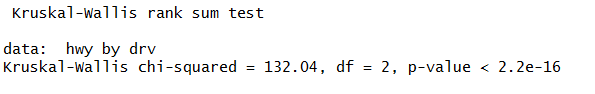 Kruskal-Wallis rank sum test
data:  hwy by drv
Kruskal-Wallis chi-squared = 132.04, df = 2, p-value < 2.2e-16